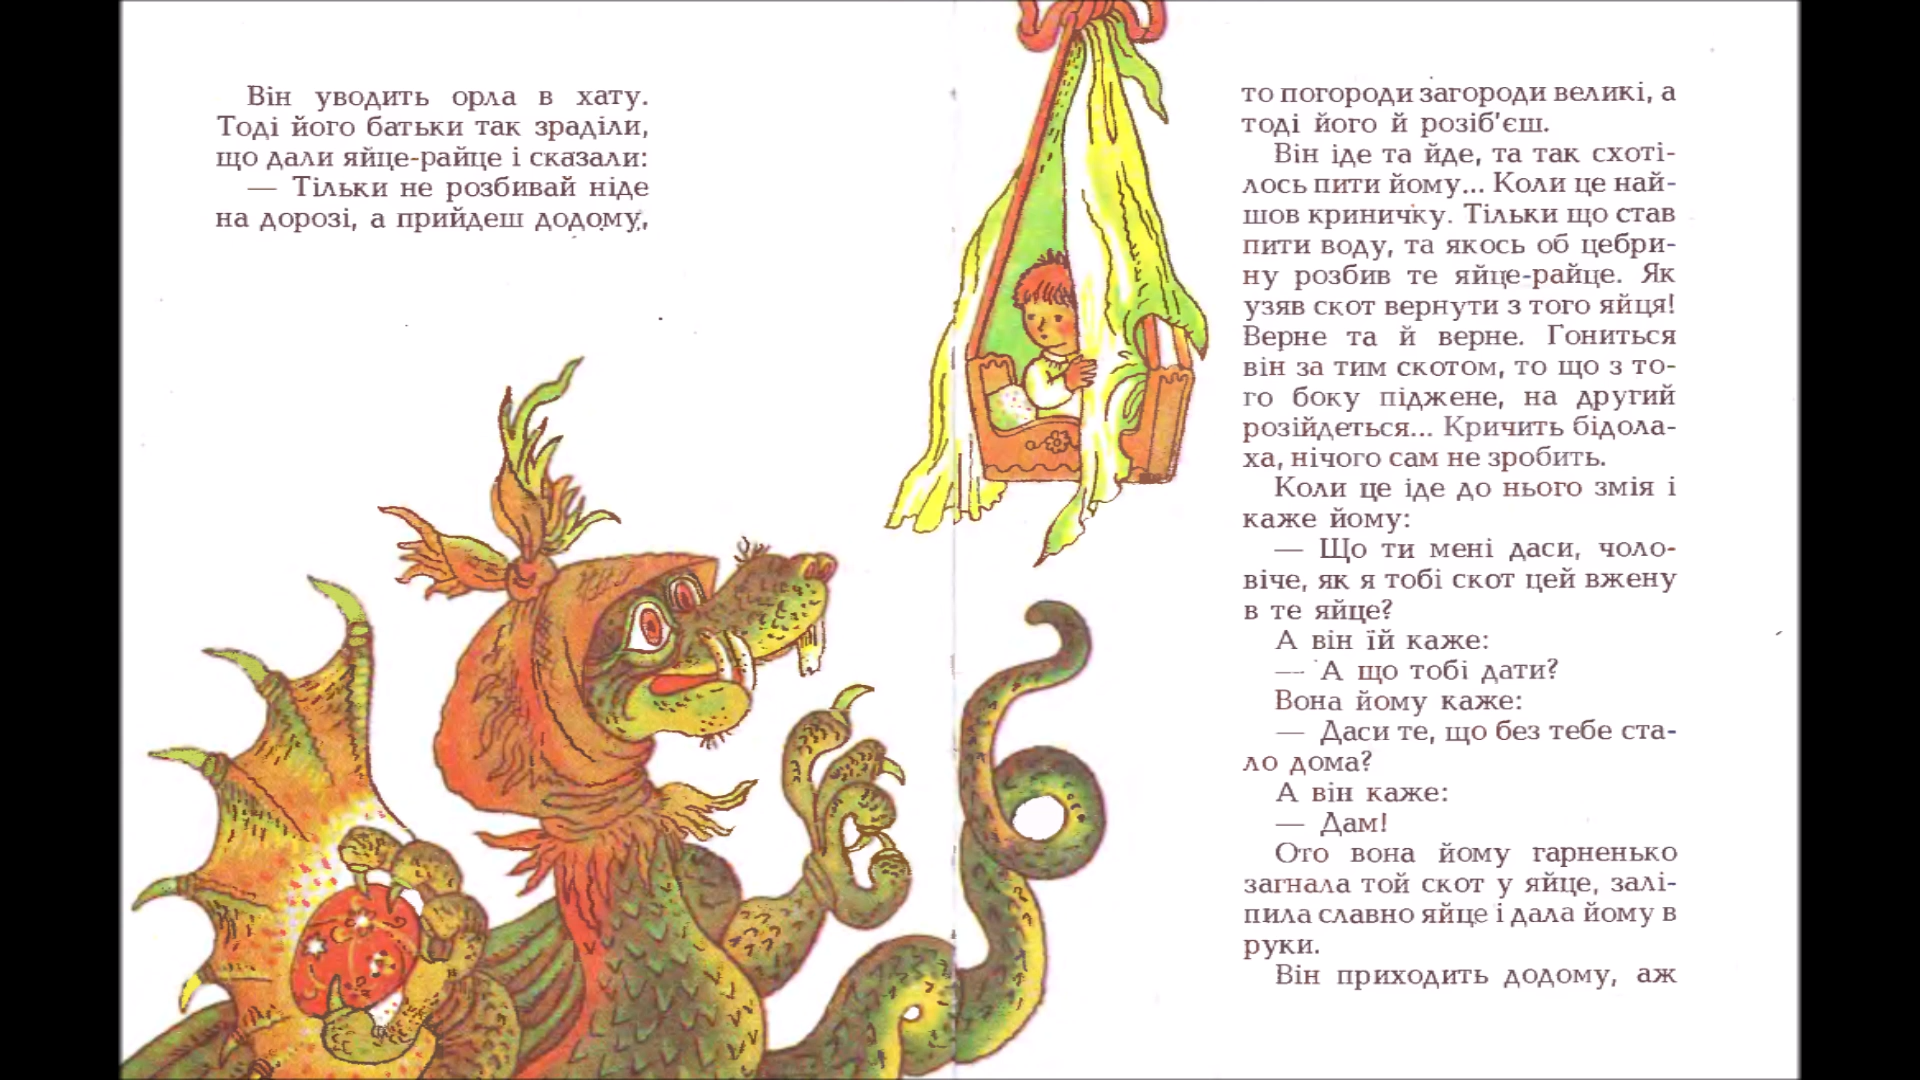 Він уводить орла в хату.
Тоді його батьки так зраділи,
що дали яйце-райце і сказали:
— Тільки не розбивай ніде
на дорозі, а прийдеш додому,
то погороди загороди великі, а
тоді його й розіб’єш.
Він іде та йде, та так схоті-
лось пити йому... Коли це най-
шов криничку. Тільки що став
пити воду, та якось об цебри-
ну розбив те яйце-райце. Як
узяв скот вернути з того яйця!
Верне та й верне. Гониться
він за тим скотом, то що з то-
го боку піджене, на другий
розійдеться... Кричить бідола-
ха, нічого сам не зробить.
Коли це іде до нього змія і
каже йому:
— Що ти мені даси, чоло-
віче, як я тобі скот цей вжену
в те яйце?
А він їй каже:
— А що тобі дати?
Вона йому каже:
— Даси те, що без тебе ста-
ло дома?
А він каже:
— Дам!
Ото вона йому гарненько
загнала той скот у яйце, залі-
пила славно яйце і дала йому в
руки.
Він приходить додому, аж